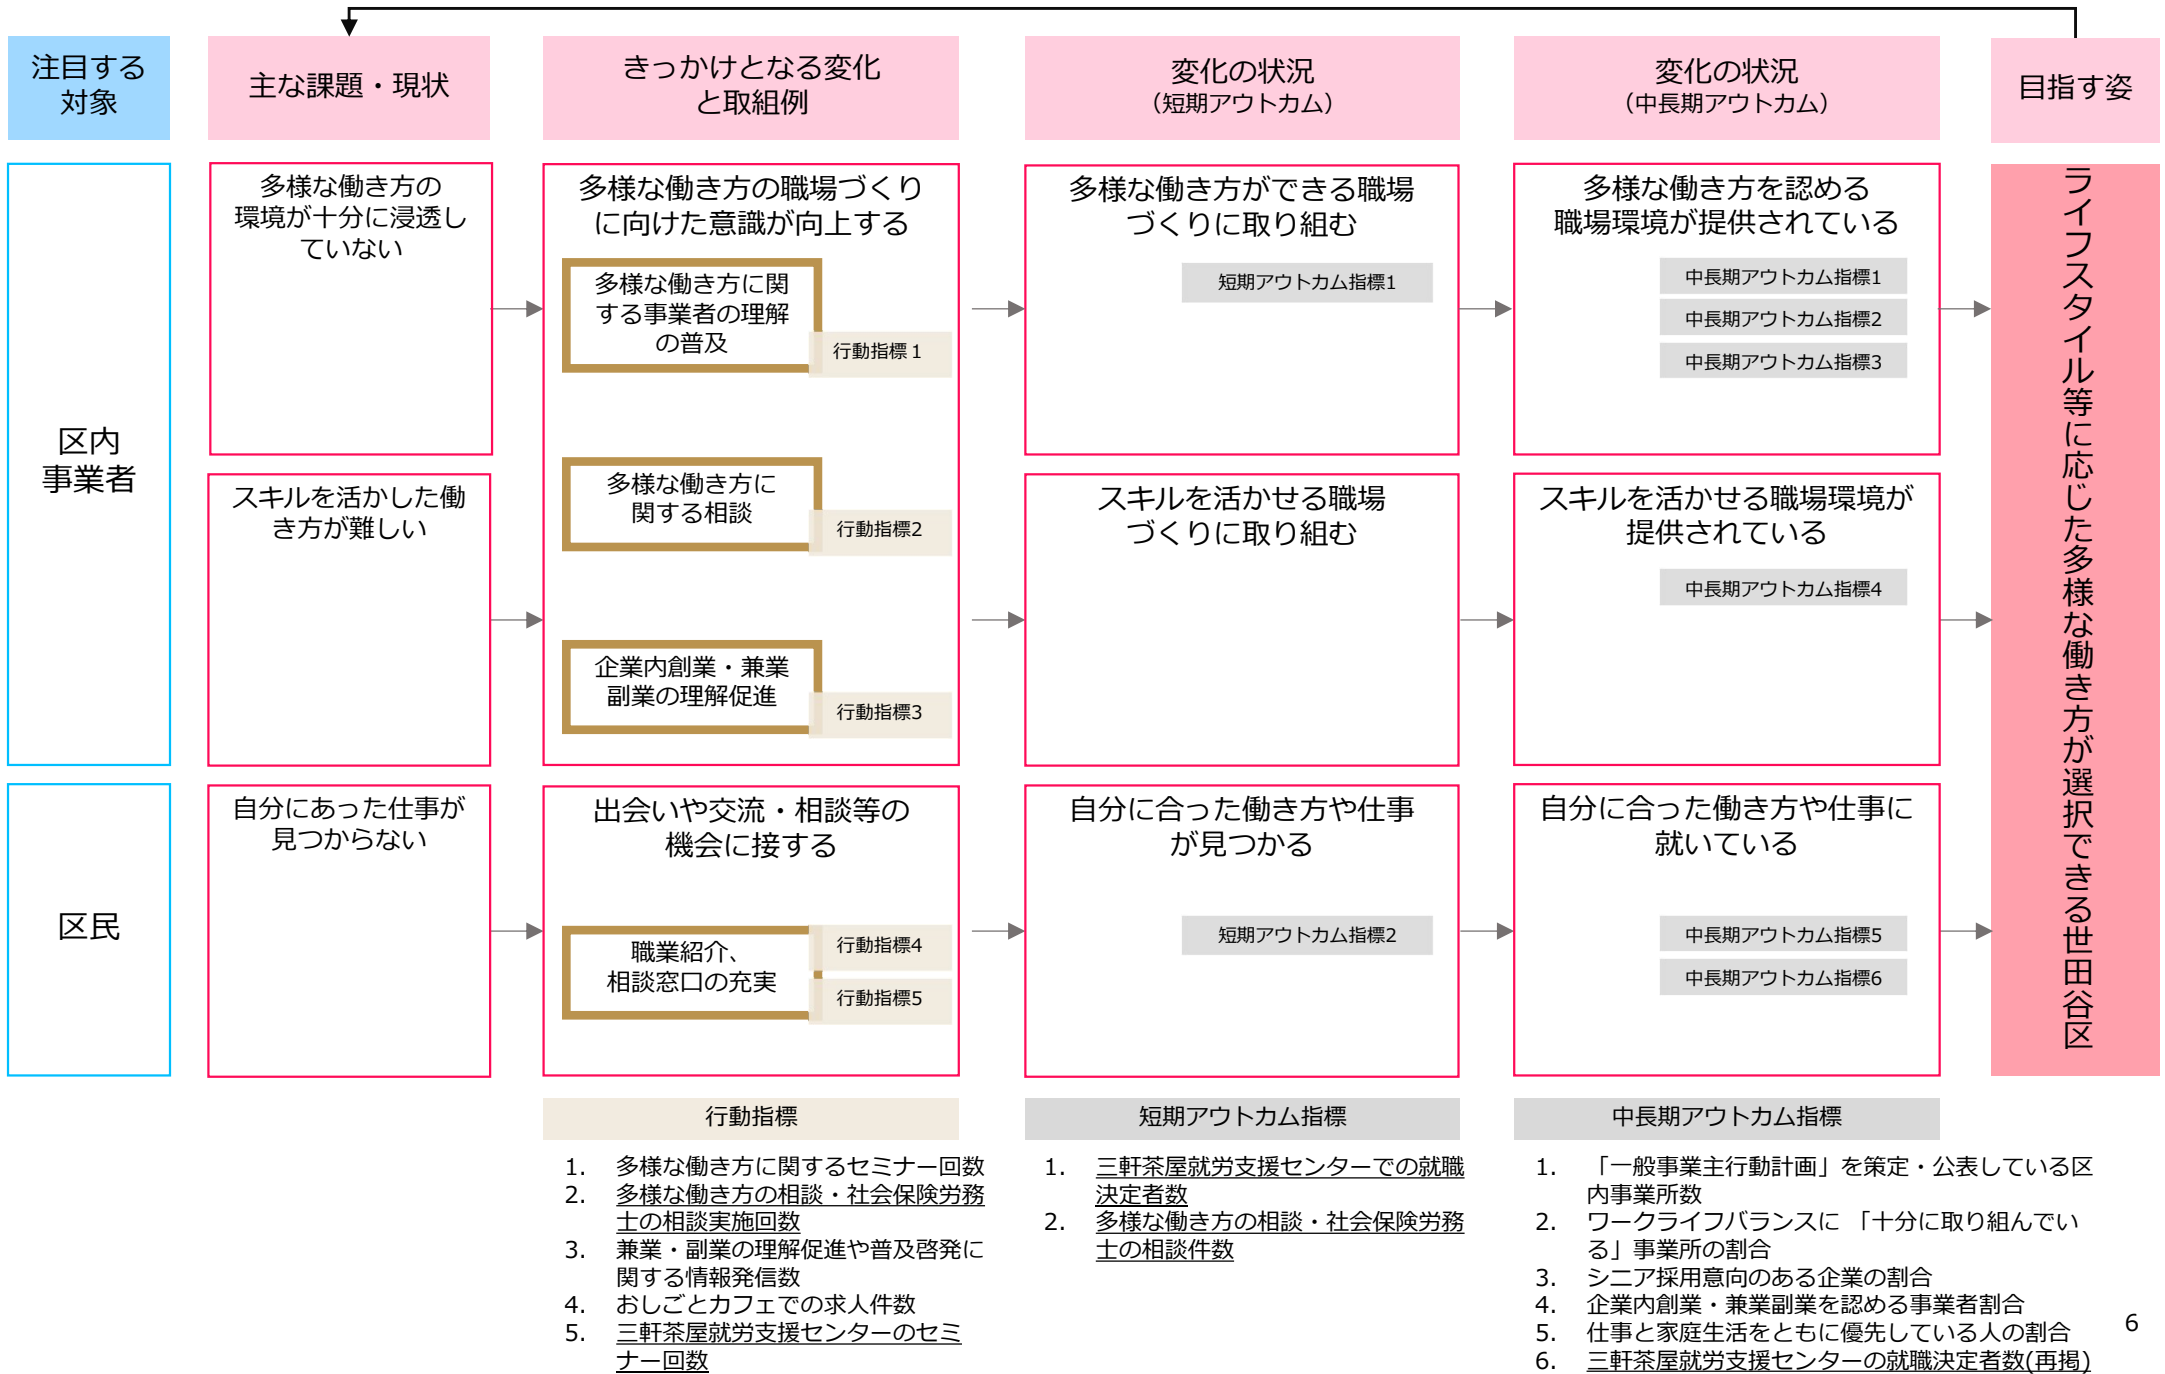 注目する
対象
主な課題・現状
きっかけとなる変化
と取組例
変化の状況
（短期アウトカム）
変化の状況
（中長期アウトカム）
目指す姿
区内
事業者
多様な働き方の
環境が十分に浸透し
ていない
多様な働き方の職場づくり
に向けた意識が向上する
多様な働き方に関
する事業者の理解
の普及
行動指標１
多様な働き方ができる職場
づくりに取り組む
短期アウトカム指標1
多様な働き方を認める
職場環境が提供されている
中長期アウトカム指標1
中長期アウトカム指標2
中長期アウトカム指標3
スキルを活かした働
き方が難しい
多様な働き方に
関する相談
行動指標2
企業内創業・兼業
副業の理解促進
行動指標3
スキルを活かせる職場
づくりに取り組む
スキルを活かせる職場環境が
提供されている
中長期アウトカム指標4
区民
自分にあった仕事が
見つからない
出会いや交流・相談等の
機会に接する
職業紹介、
相談窓口の充実
行動指標4
行動指標5
自分に合った働き方や仕事
が見つかる
短期アウトカム指標2
自分に合った働き方や仕事に
就いている
中長期アウトカム指標5
中長期アウトカム指標6
ライフスタイル等に応じた多様な働き方が選択できる世田谷区
行動指標
1. 多様な働き方に関するセミナー回数
2. 多様な働き方の相談・社会保険労務
士の相談実施回数
3. 兼業・副業の理解促進や普及啓発に
関する情報発信数
4. おしごとカフェでの求人件数
5. 三軒茶屋就労支援センターのセミ
ナー回数
短期アウトカム指標
1. 三軒茶屋就労支援センターでの就職
決定者数
2. 多様な働き方の相談・社会保険労務
士の相談件数
中長期アウトカム指標
1. 「一般事業主行動計画」を策定・公表している区
内事業所数
2. ワークライフバランスに 「十分に取り組んでい
る」事業所の割合
3. シニア採用意向のある企業の割合
4. 企業内創業・兼業副業を認める事業者割合
5. 仕事と家庭生活をともに優先している人の割合
6. 三軒茶屋就労支援センターの就職決定者数(再掲)
6